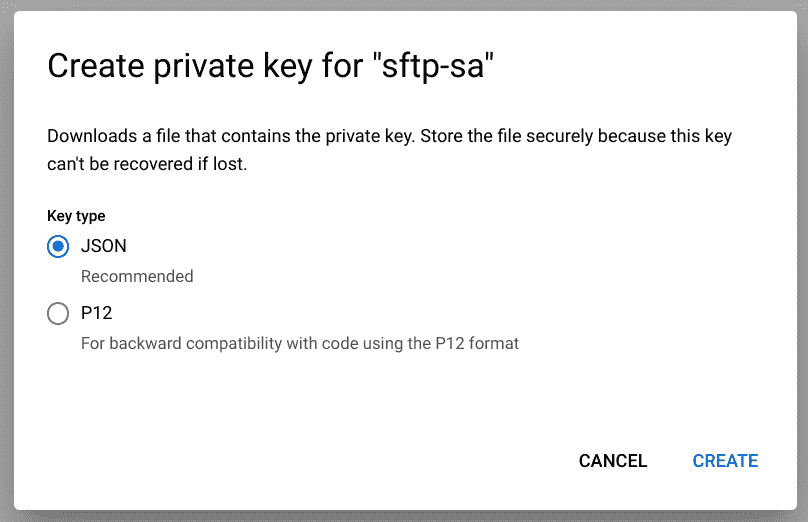 Create private key for "sftp-sa"
Downloads a file that contains the private key. Store the file securely because this key
can't be recovered if lost.
Key type
JSON
Recommended
P12
For backward compatibility with code using the P12 format
CANCEL CREATE